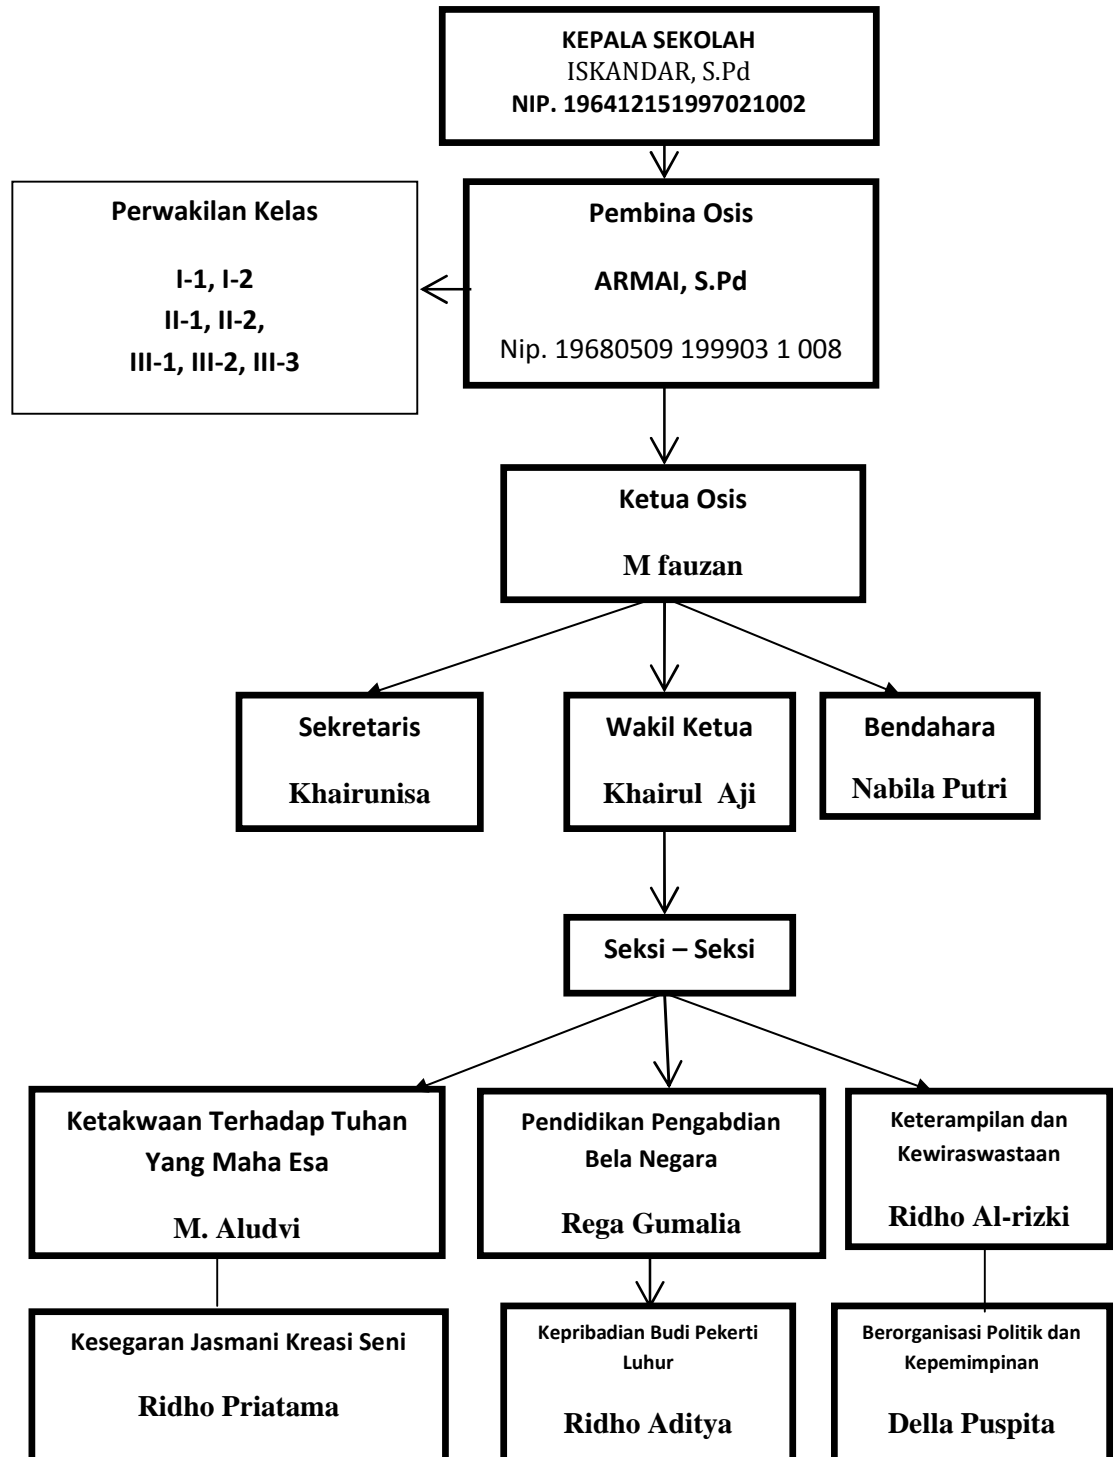 KEPALA SEKOLAH
ISKANDAR, S.Pd
NIP. 196412151997021002
Perwakilan Kelas
I-1, I-2
II-1, II-2,
III-1, III-2, III-3
Pembina Osis
ARMAI, S.Pd
Nip. 19680509 199903 1 008
Ketua Osis
M fauzan
Sekretaris
Khairunisa
Wakil Ketua
Khairul  Aji
Bendahara
Nabila Putri
Seksi – Seksi
Ketakwaan Terhadap Tuhan
Yang Maha Esa
M. Aludvi
Pendidikan Pengabdian
Bela Negara
Rega Gumalia
Keterampilan dan
Kewiraswastaan
Ridho Al-rizki
Kesegaran Jasmani Kreasi Seni
Ridho Priatama
Kepribadian Budi Pekerti
Luhur
Ridho Aditya
Berorganisasi Politik dan
Kepemimpinan
Della Puspita